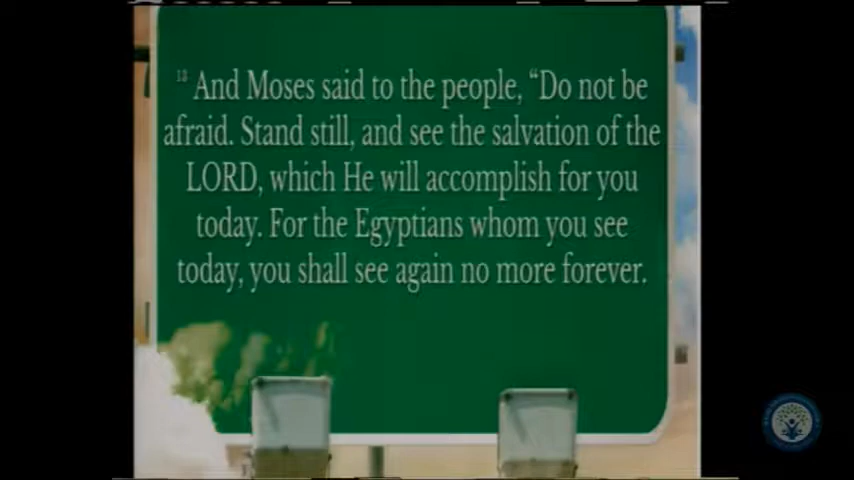 13 And Moses said to the people, “Do not be
afraid. Stand still, and see the salvation of the
LORD, which He will accomplish for you
today. For the Egyptians whom you see
today, you shall see again no more forever.